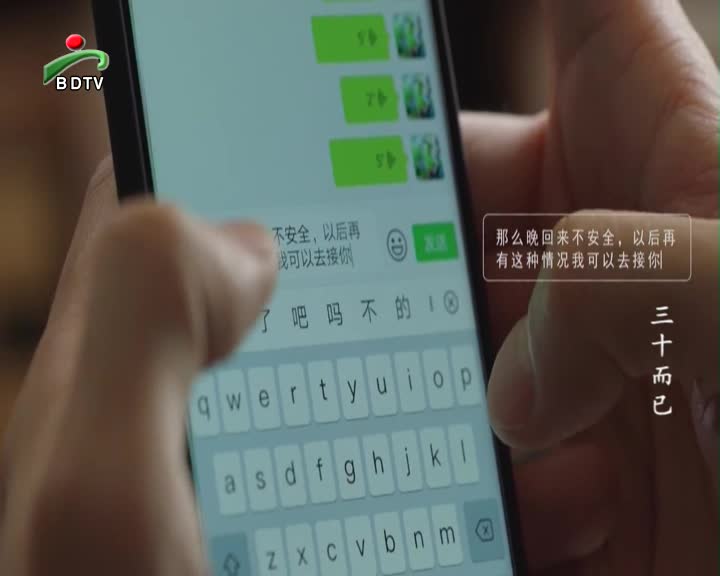 BDTV
5"
2"
5"
不安全，以后再
我可以去接你
发送
了 吧 吗 不 的
q w e r t y u i o p
a s d f g h j k l
z x c v b n m
那么晚回来不安全，以后再
有这种情况我可以去接你
三十而已